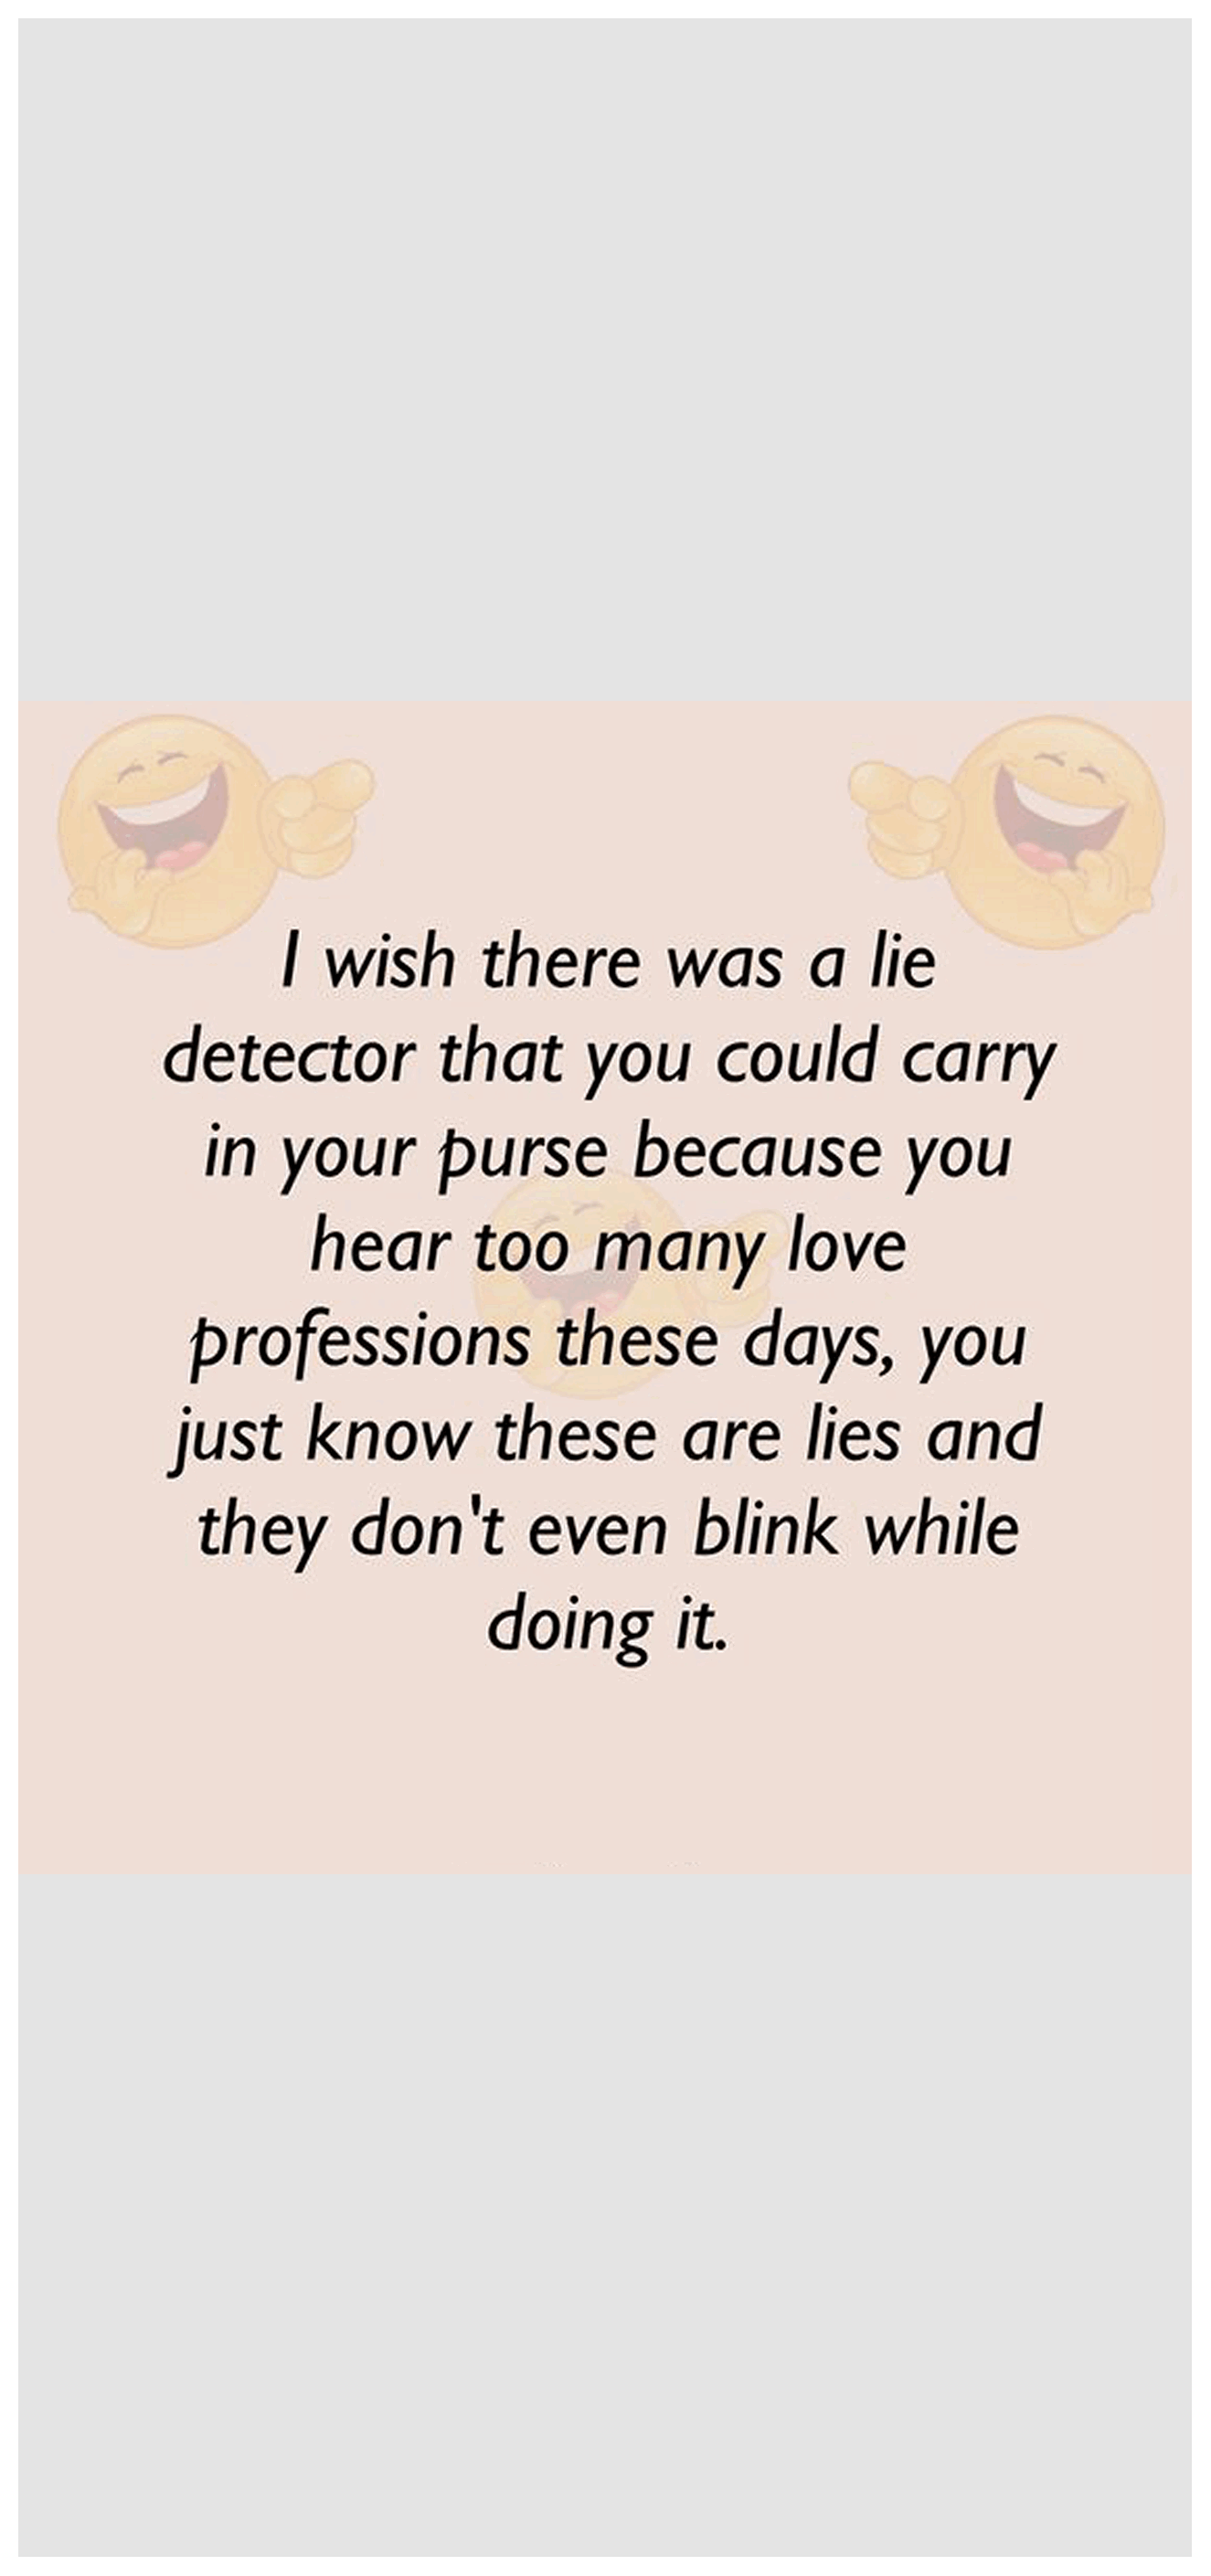 I wish there was a lie
detector that you could carry
in your purse because you
hear too many love
professions these days, you
just know these are lies and
they don't even blink while
doing it.